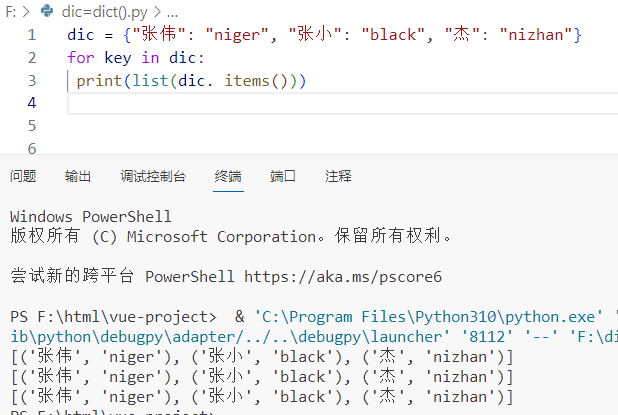 F: > dic=dict().py > ...
1 dic = {"张伟": "niger", "张小": "black", "杰": "nizhan"}
2 for key in dic:
3 print(list(dic. items()))
4
5
6
问题 输出 调试控制台 终端 端口 注释
Windows PowerShell
版权所有 (C) Microsoft Corporation。保留所有权利。
尝试新的跨平台 PowerShell https://aka.ms/pscore6
PS F:\html\vue-project>  & 'C:\Program Files\Python310\python.exe' '
ib\python\debugpy\adapter/../..\debugpy\launcher' '8112' '--' 'F:\di
[('张伟', 'niger'), ('张小', 'black'), ('杰', 'nizhan')]
[('张伟', 'niger'), ('张小', 'black'), ('杰', 'nizhan')]
[('张伟', 'niger'), ('张小', 'black'), ('杰', 'nizhan')]
PS F:\html\vue-project>